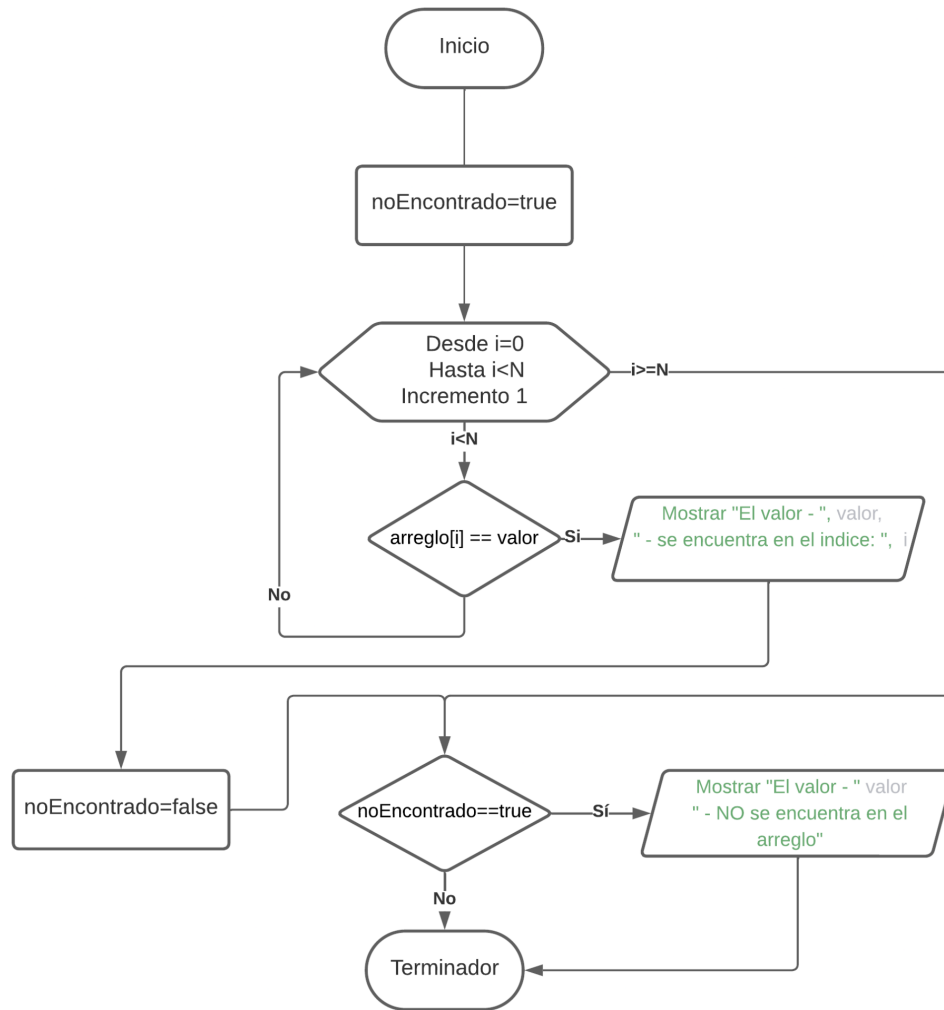 Inicio
noEncontrado=true
Desde i=0
Hasta i<N
Incremento 1
i>=N
i<N
arreglo[i] == valor
Si
Mostrar "El valor - ", valor,
" - se encuentra en el indice: ", i
No
noEncontrado=false
noEncontrado==true
Sí
Mostrar "El valor - " valor
" - NO se encuentra en el
arreglo"
No
Terminador